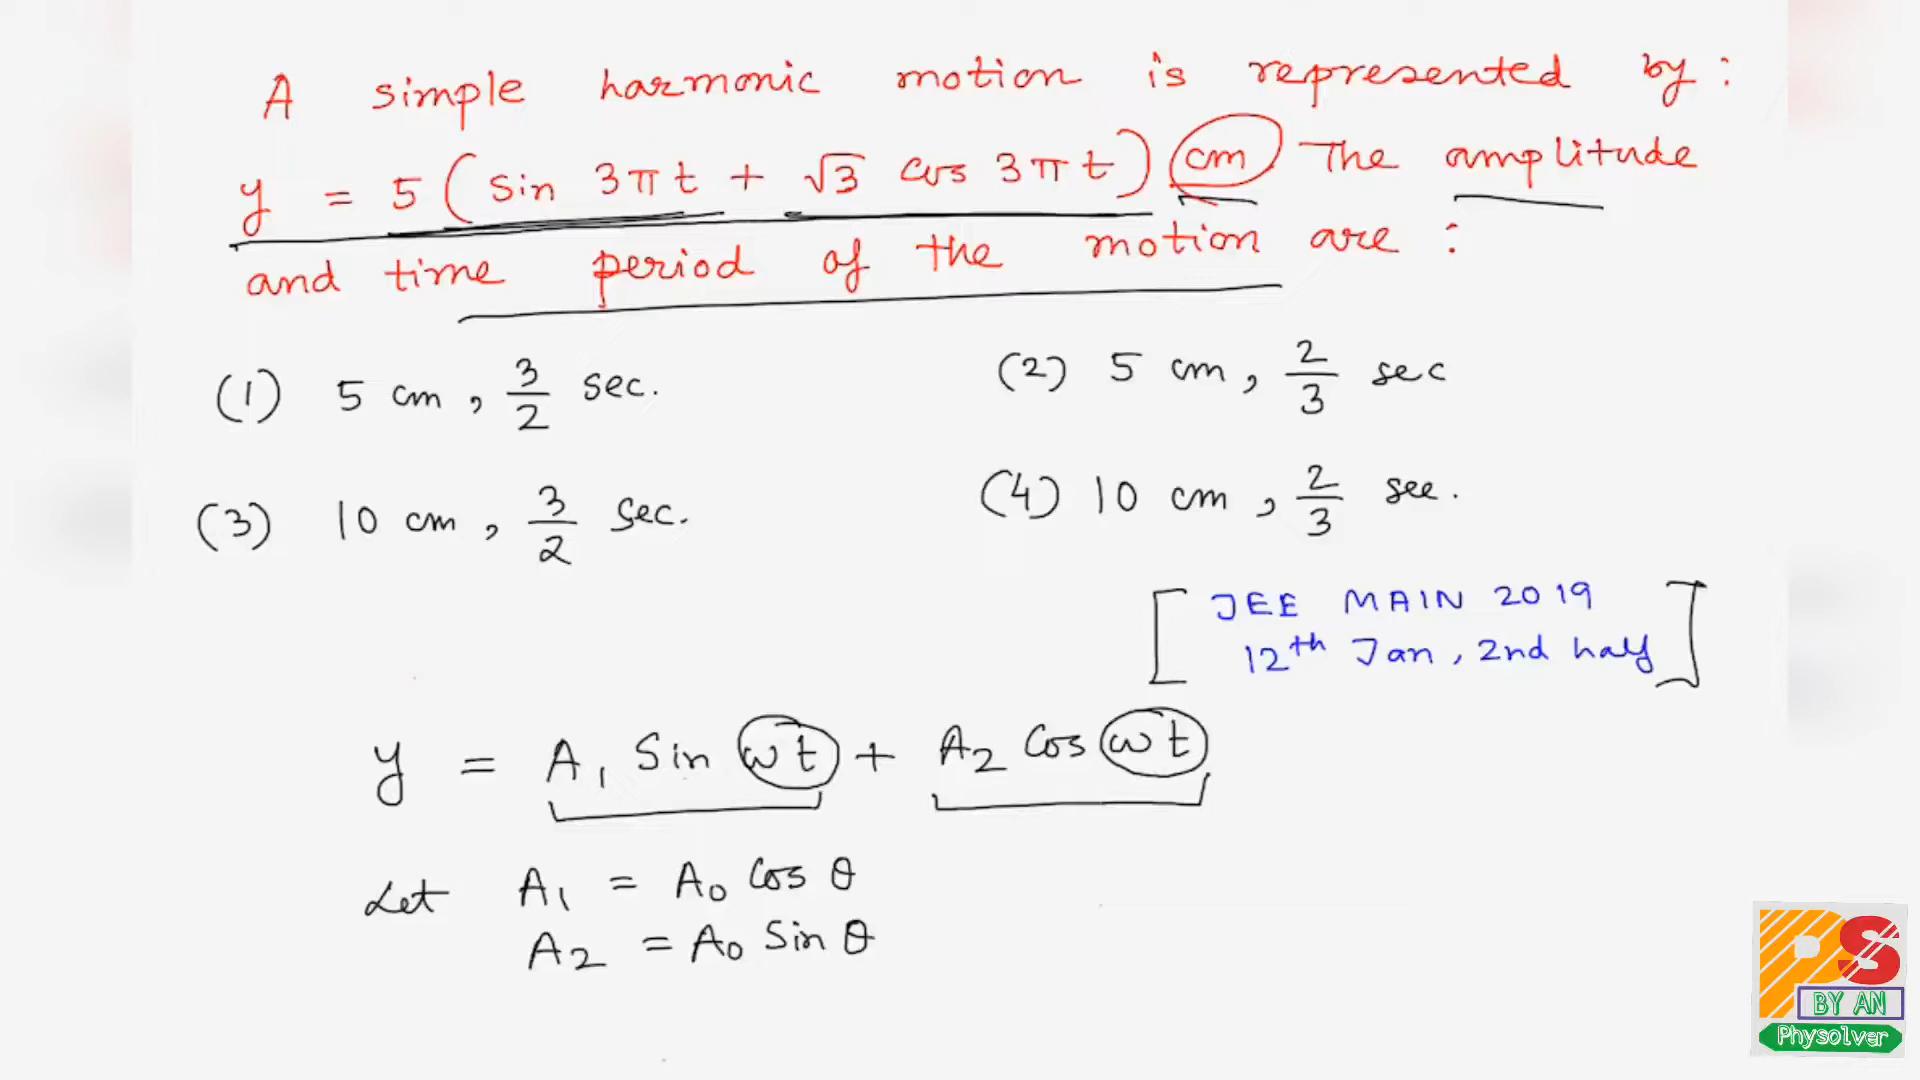 A simple harmonic motion is represented by :
y = 5 ( sin 3πt + √3 cos 3πt ) cm The amplitude
and time period of the motion are :
(1) 5 cm , 3/2 sec.
(2) 5 cm , 2/3 sec
(3) 10 cm , 3/2 sec.
(4) 10 cm , 2/3 sec.
[ JEE MAIN 2019
12th Jan , 2nd half ]
y = A₁ Sin ωt + A₂ Cos ωt
Let A₁ = A₀ Cos θ
A₂ = A₀ Sin θ
PS
BY AN
Physolver